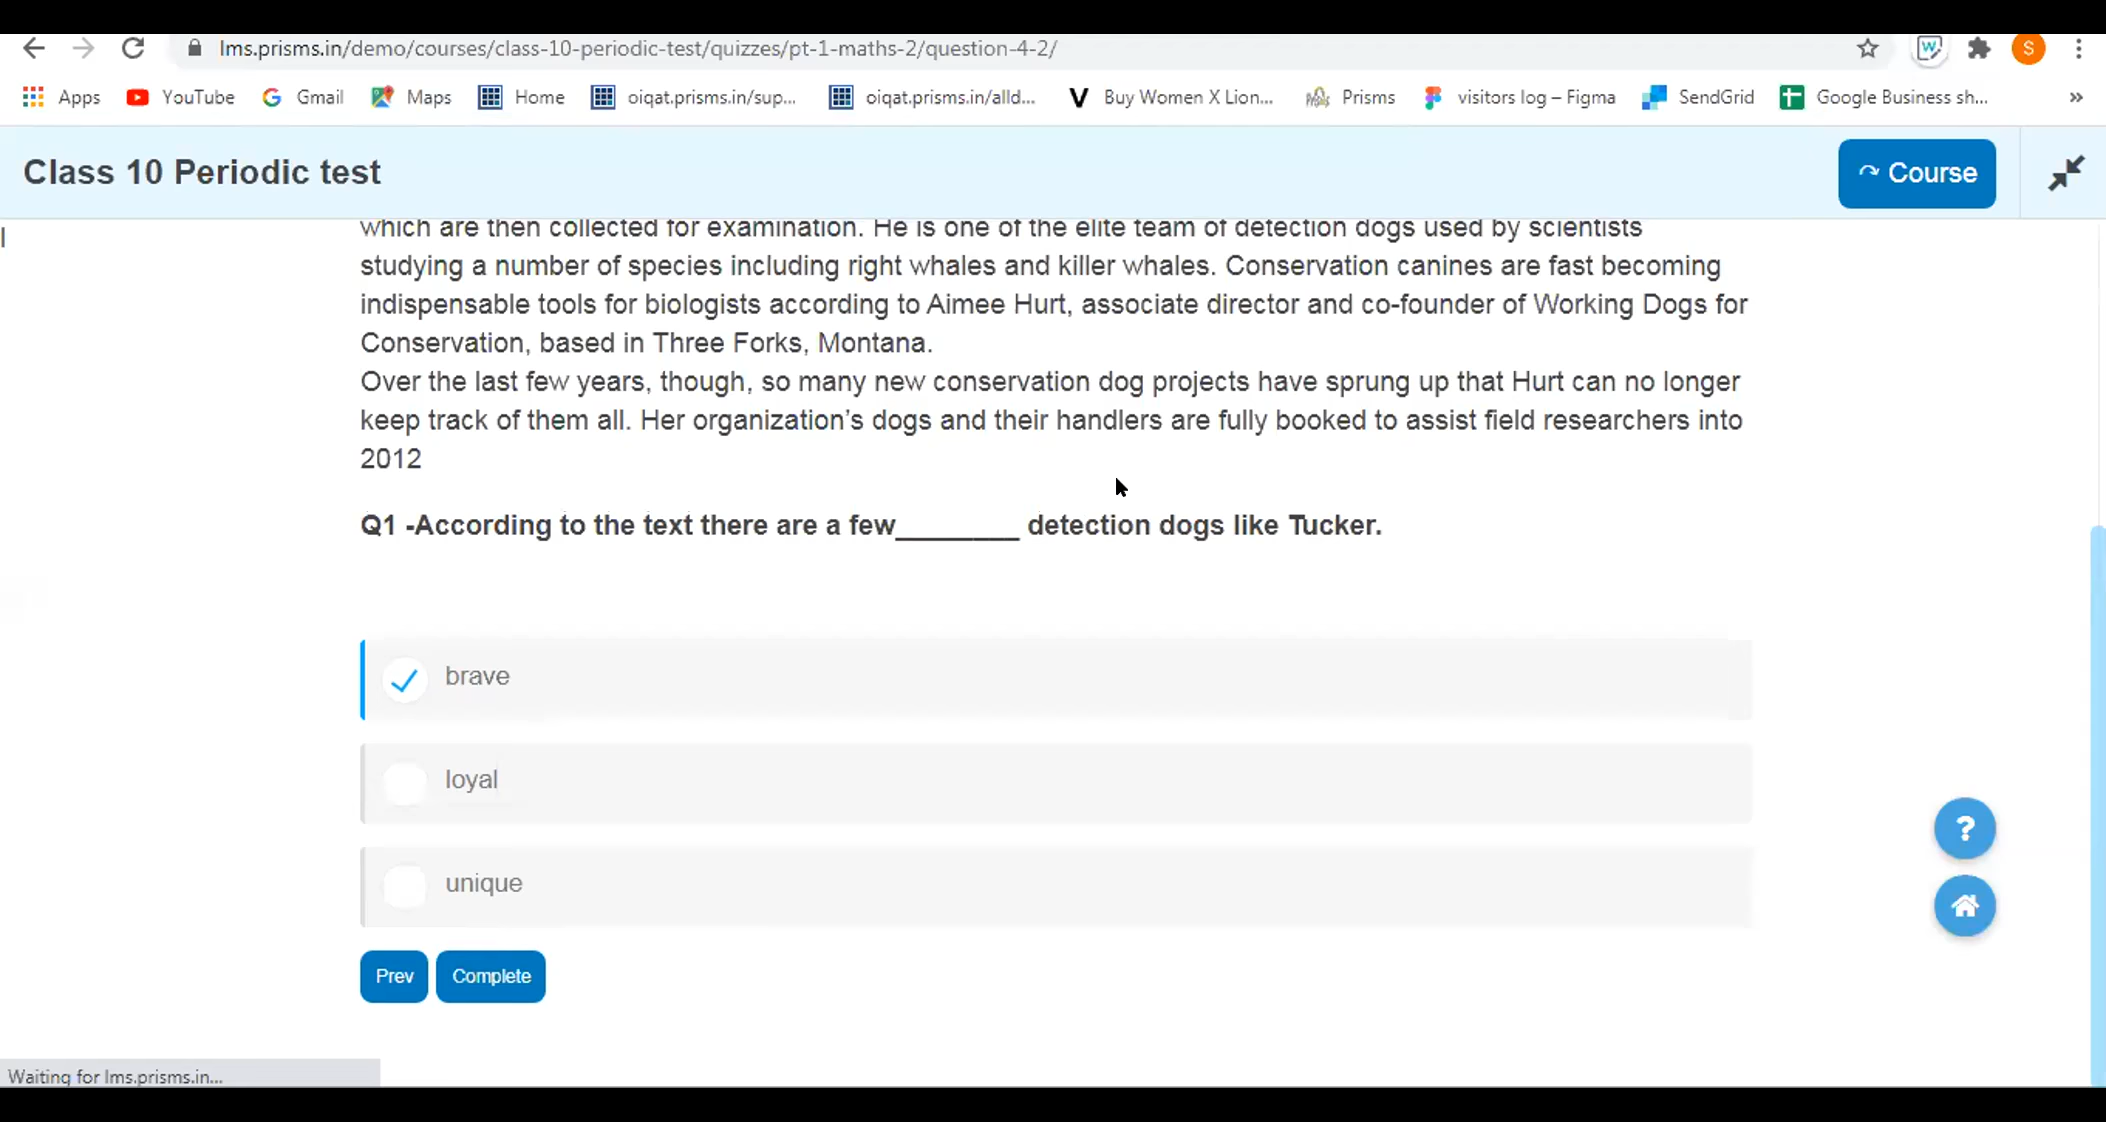 lms.prisms.in/demo/courses/class-10-periodic-test/quizzes/pt-1-maths-2/question-4-2/
S
Apps YouTube Gmail Maps Home oiqat.prisms.in/sup... oiqat.prisms.in/alld... Buy Women X Lion... Prisms visitors log – Figma SendGrid Google Business sh... »
Class 10 Periodic test
Course
which are then collected for examination. He is one of the elite team of detection dogs used by scientists
studying a number of species including right whales and killer whales. Conservation canines are fast becoming
indispensable tools for biologists according to Aimee Hurt, associate director and co-founder of Working Dogs for
Conservation, based in Three Forks, Montana.
Over the last few years, though, so many new conservation dog projects have sprung up that Hurt can no longer
keep track of them all. Her organization's dogs and their handlers are fully booked to assist field researchers into
2012
Q1 -According to the text there are a few________ detection dogs like Tucker.
brave
loyal
unique
?
Prev Complete
Waiting for lms.prisms.in...